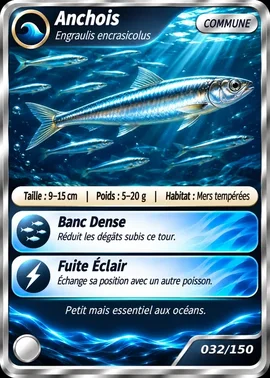 Anchois
COMMUNE
Engraulis encrasicolus
Taille : 9-15 cm | Poids : 5-20 g | Habitat : Mers tempérées
Banc Dense
Réduit les dégâts subis ce tour.
Fuite Éclair
Échange sa position avec un autre poisson.
Petit mais essentiel aux océans.
032/150